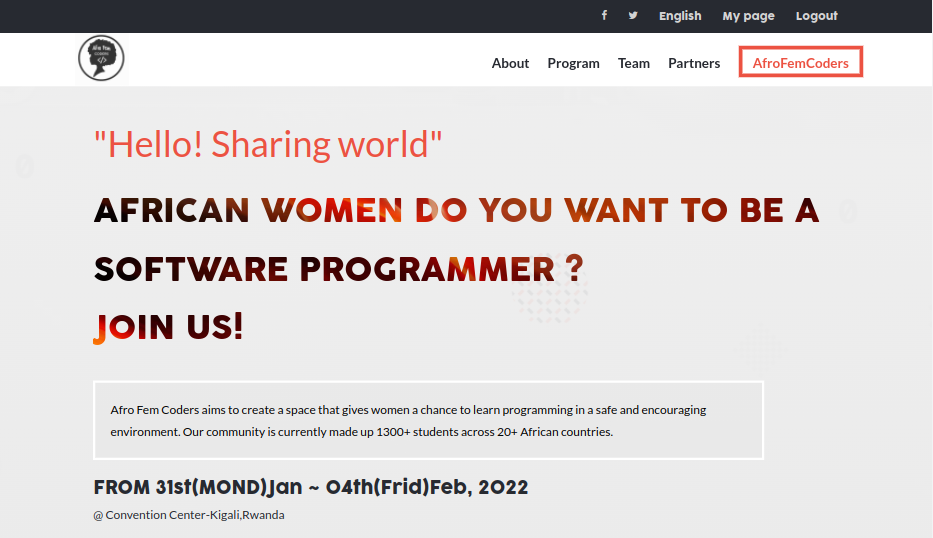 English My page Logout
Afro Fem
</>
About Program Team Partners AfroFemCoders
"Hello! Sharing world"
AFRICAN WOMEN DO YOU WANT TO BE A
SOFTWARE PROGRAMMER ?
JOIN US!
Afro Fem Coders aims to create a space that gives women a chance to learn programming in a safe and encouraging
environment. Our community is currently made up 1300+ students across 20+ African countries.
FROM 31st(MOND)Jan ~ 04th(Frid)Feb, 2022
@ Convention Center-Kigali,Rwanda